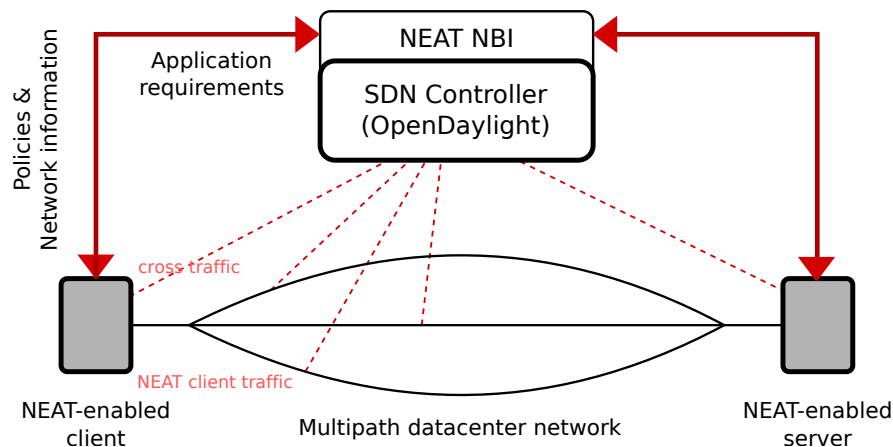 NEAT NBI
Application
requirements
SDN Controller
(OpenDaylight)
Policies &
Network information
cross traffic
NEAT client traffic
NEAT-enabled
client
Multipath datacenter network
NEAT-enabled
server